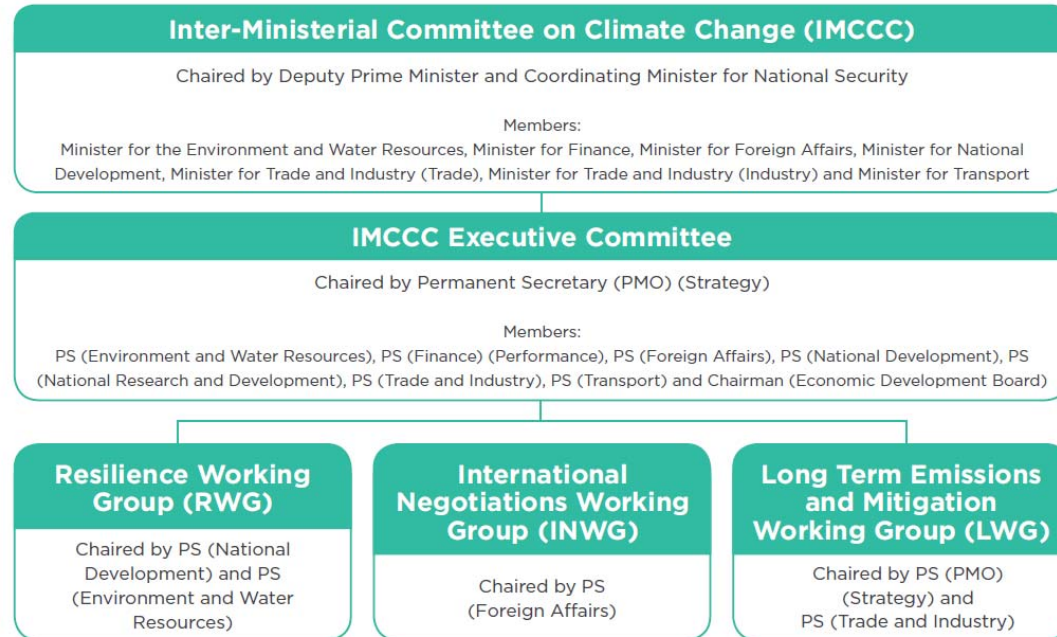 Inter-Ministerial Committee on Climate Change (IMCCC)
Chaired by Deputy Prime Minister and Coordinating Minister for National Security
Members:
Minister for the Environment and Water Resources, Minister for Finance, Minister for Foreign Affairs, Minister for National
Development, Minister for Trade and Industry (Trade), Minister for Trade and Industry (Industry) and Minister for Transport
IMCCC Executive Committee
Chaired by Permanent Secretary (PMO) (Strategy)
Members:
PS (Environment and Water Resources), PS (Finance) (Performance), PS (Foreign Affairs), PS (National Development), PS
(National Research and Development), PS (Trade and Industry), PS (Transport) and Chairman (Economic Development Board)
Resilience Working
Group (RWG)
Chaired by PS (National
Development) and PS
(Environment and Water
Resources)
International
Negotiations Working
Group (INWG)
Chaired by PS
(Foreign Affairs)
Long Term Emissions
and Mitigation
Working Group (LWG)
Chaired by PS (PMO)
(Strategy) and
PS (Trade and Industry)